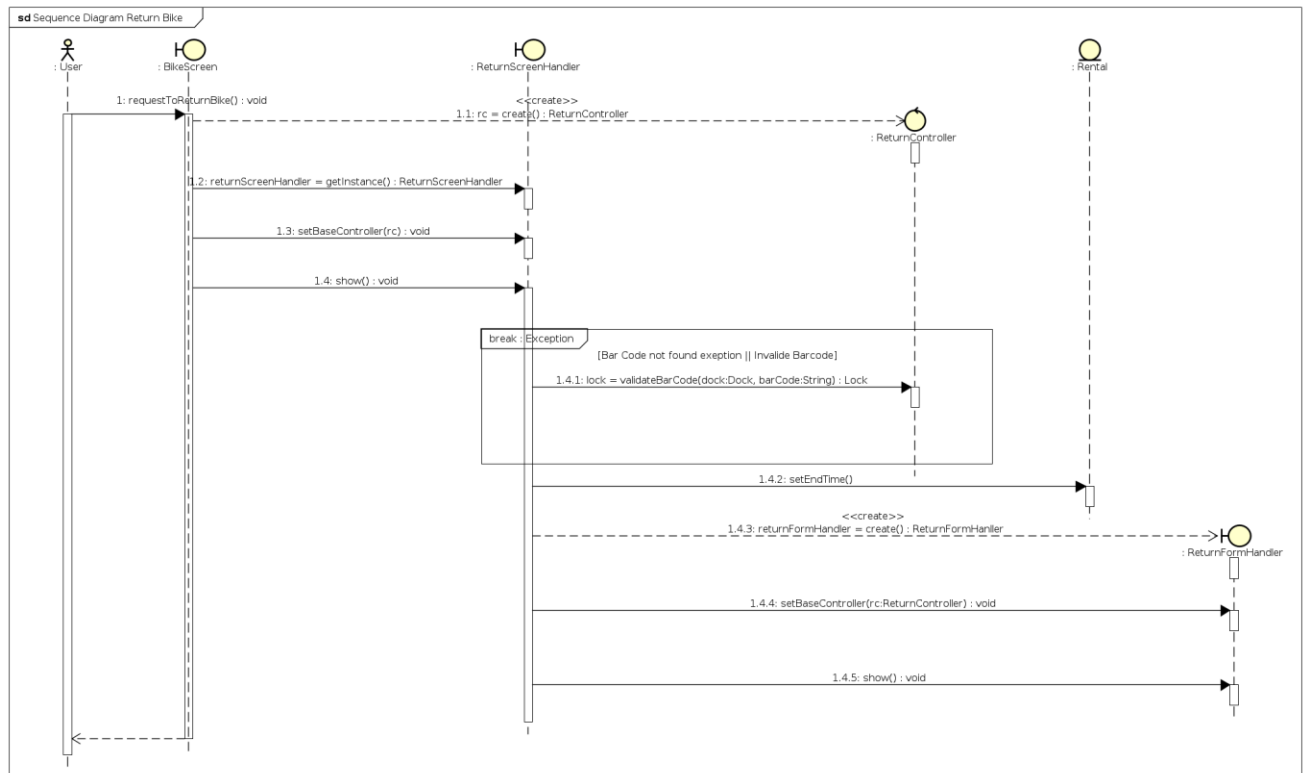 sd Sequence Diagram Return Bike
: User
: BikeScreen
: ReturnScreenHandler
: Rental
1: requestToReturnBike() : void
<<create>>
1.1: rc = create() : ReturnController
: ReturnController
1.2: returnScreenHandler = getInstance() : ReturnScreenHandler
1.3: setBaseController(rc) : void
1.4: show() : void
break : Exception
[Bar Code not found exeption || Invalide Barcode]
1.4.1: lock = validateBarCode(dock:Dock, barCode:String) : Lock
1.4.2: setEndTime()
<<create>>
1.4.3: returnFormHandler = create() : ReturnFormHanller
: ReturnFormHandler
1.4.4: setBaseController(rc:ReturnController) : void
1.4.5: show() : void